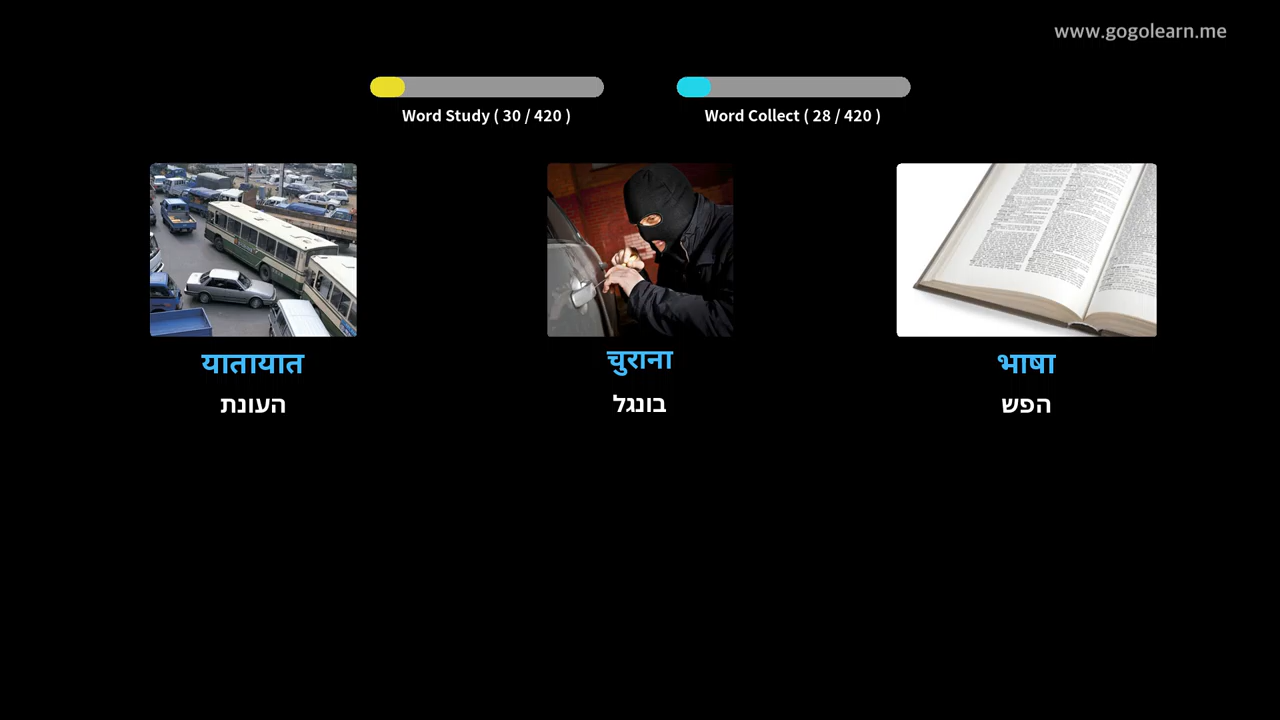 www.gogolearn.me
Word Study ( 30 / 420 )
Word Collect ( 28 / 420 )
यातायात
चुराना
भाषा
העונת
בונגל
הפש